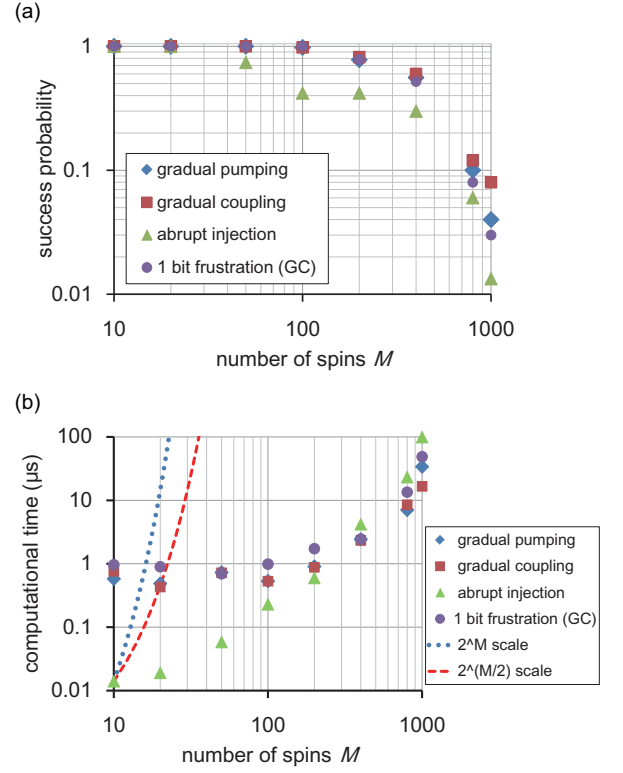 (a)
1
0.1
0.01
success probability
gradual pumping
gradual coupling
abrupt injection
1 bit frustration (GC)
10
100
1000
number of spins M
(b)
100
10
1
0.1
0.01
computational time (μs)
gradual pumping
gradual coupling
abrupt injection
1 bit frustration (GC)
2^M scale
2^(M/2) scale
10
100
1000
number of spins M